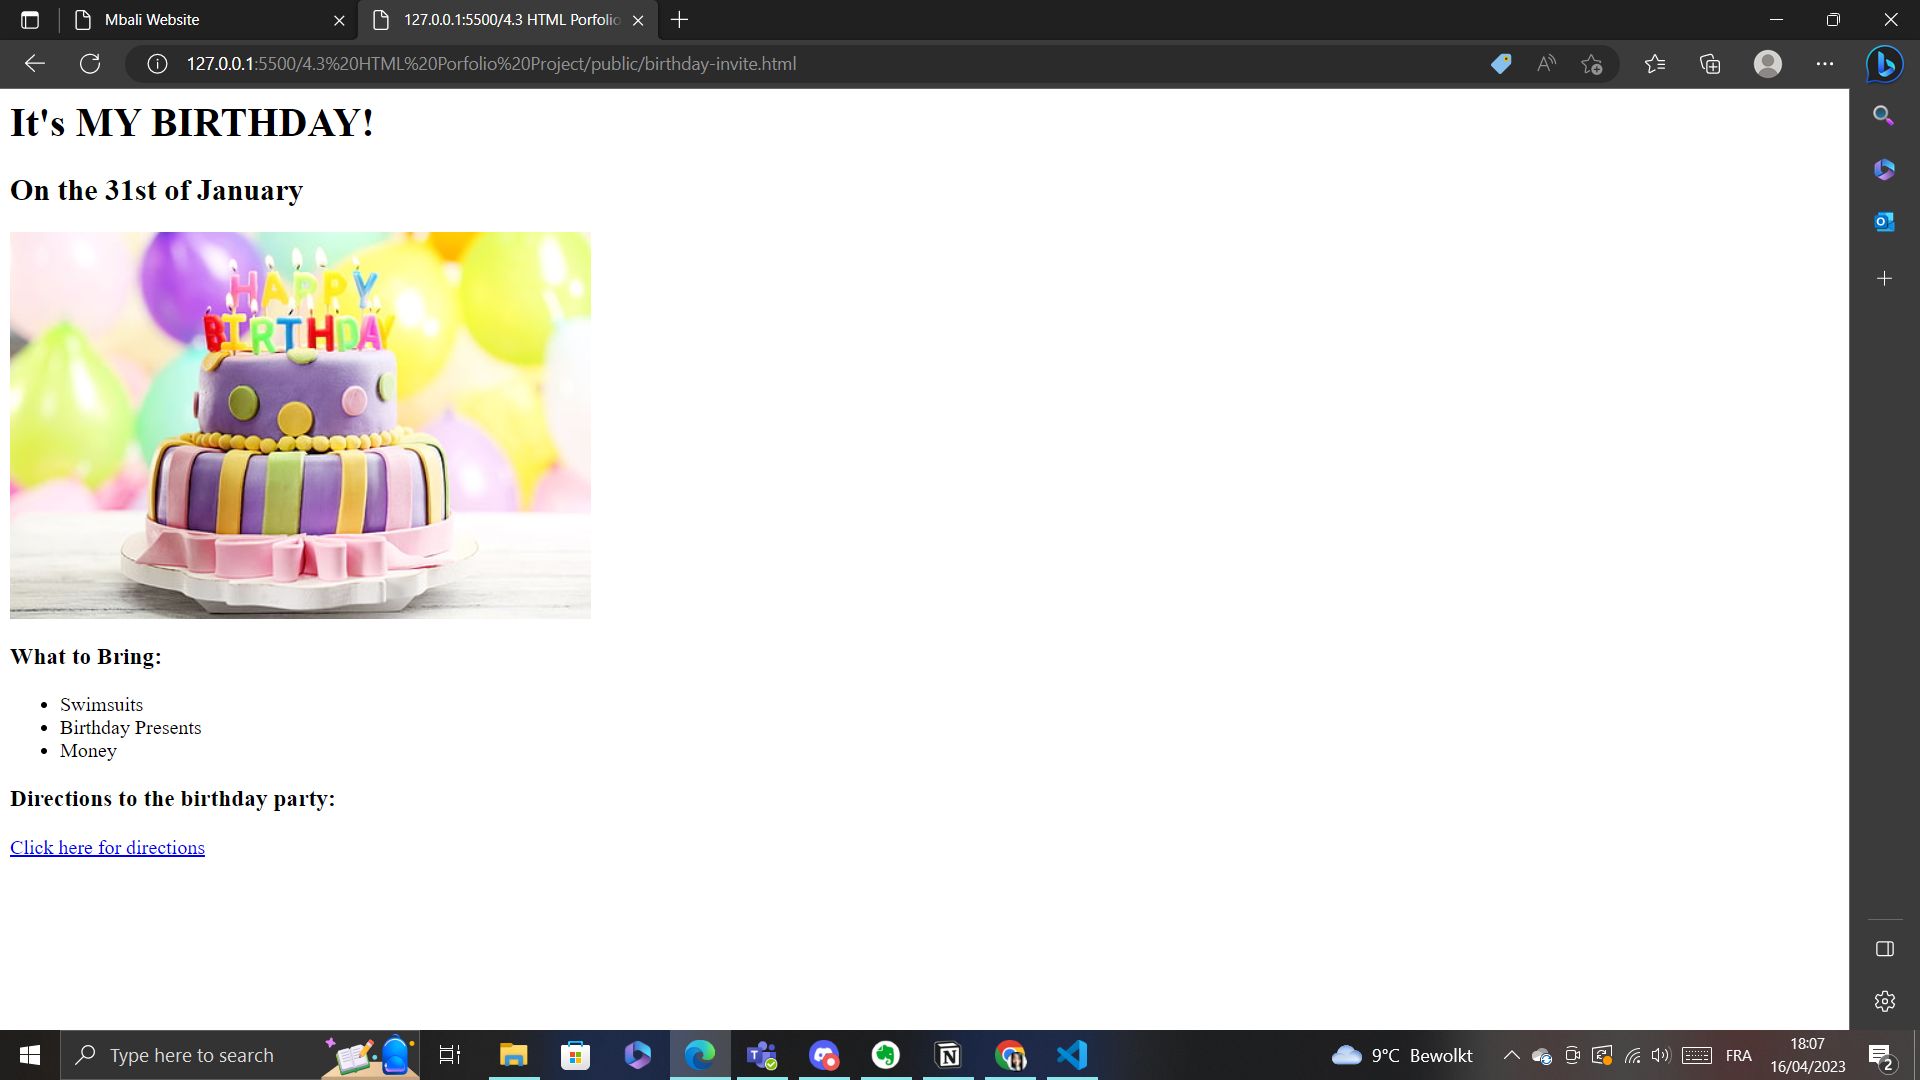 Mbali Website
127.0.0.1:5500/4.3 HTML Porfolio
127.0.0.1:5500/4.3%20HTML%20Porfolio%20Project/public/birthday-invite.html
It's MY BIRTHDAY!
On the 31st of January
HAPPY
BIRTHDAY
What to Bring:
• Swimsuits
• Birthday Presents
• Money
Directions to the birthday party:
Click here for directions
Type here to search
9°C Bewolkt
FRA
18:07
16/04/2023
2